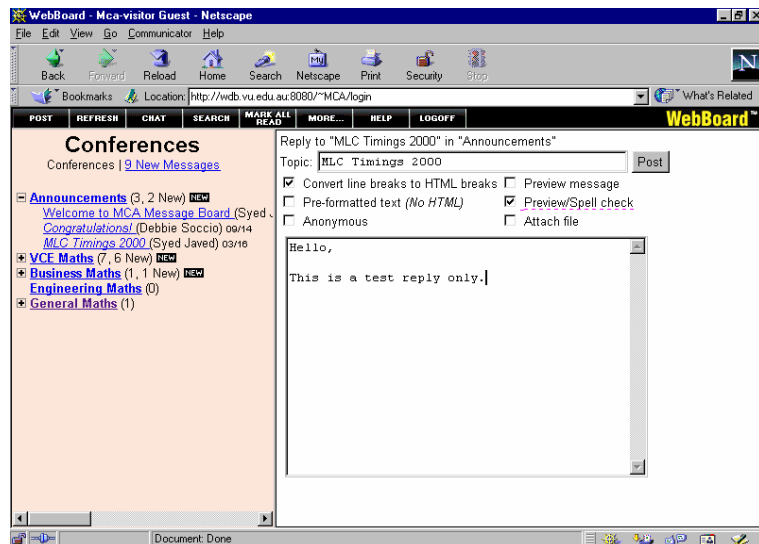 WebBoard - Mca-visitor Guest - Netscape
File Edit View Go Communicator Help
Back Forward Reload Home Search Netscape Print Security Stop
My
N
Bookmarks Location: http://wdb.vu.edu.au:8080/~MCA/login What's Related
POST REFRESH CHAT SEARCH MARK ALL READ MORE... HELP LOGOFF WebBoard™
Conferences
Conferences | 9 New Messages
Announcements (3, 2 New) NEW
Welcome to MCA Message Board (Syed
Congratulations! (Debbie Soccio) 09/14
MLC Timings 2000 (Syed Javed) 03/16
VCE Maths (7, 6 New) NEW
Business Maths (1, 1 New) NEW
Engineering Maths (0)
General Maths (1)
Reply to "MLC Timings 2000" in "Announcements"
Topic: MLC Timings 2000 Post
Convert line breaks to HTML breaks Preview message
Pre-formatted text (No HTML) Preview/Spell check
Anonymous Attach file
Hello,
This is a test reply only.
Document: Done